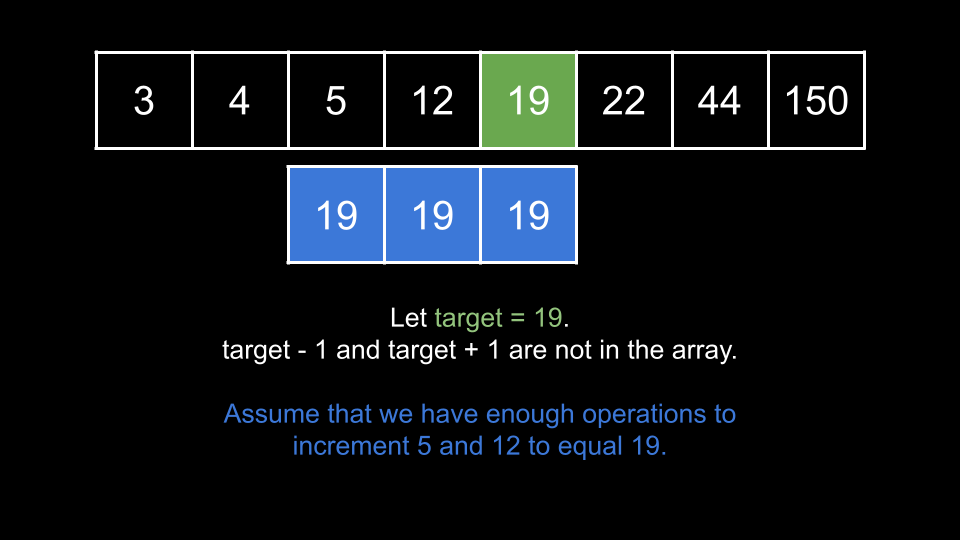 3 4 5 12 19 22 44 150
19 19 19
Let target = 19.
target - 1 and target + 1 are not in the array.
Assume that we have enough operations to
increment 5 and 12 to equal 19.